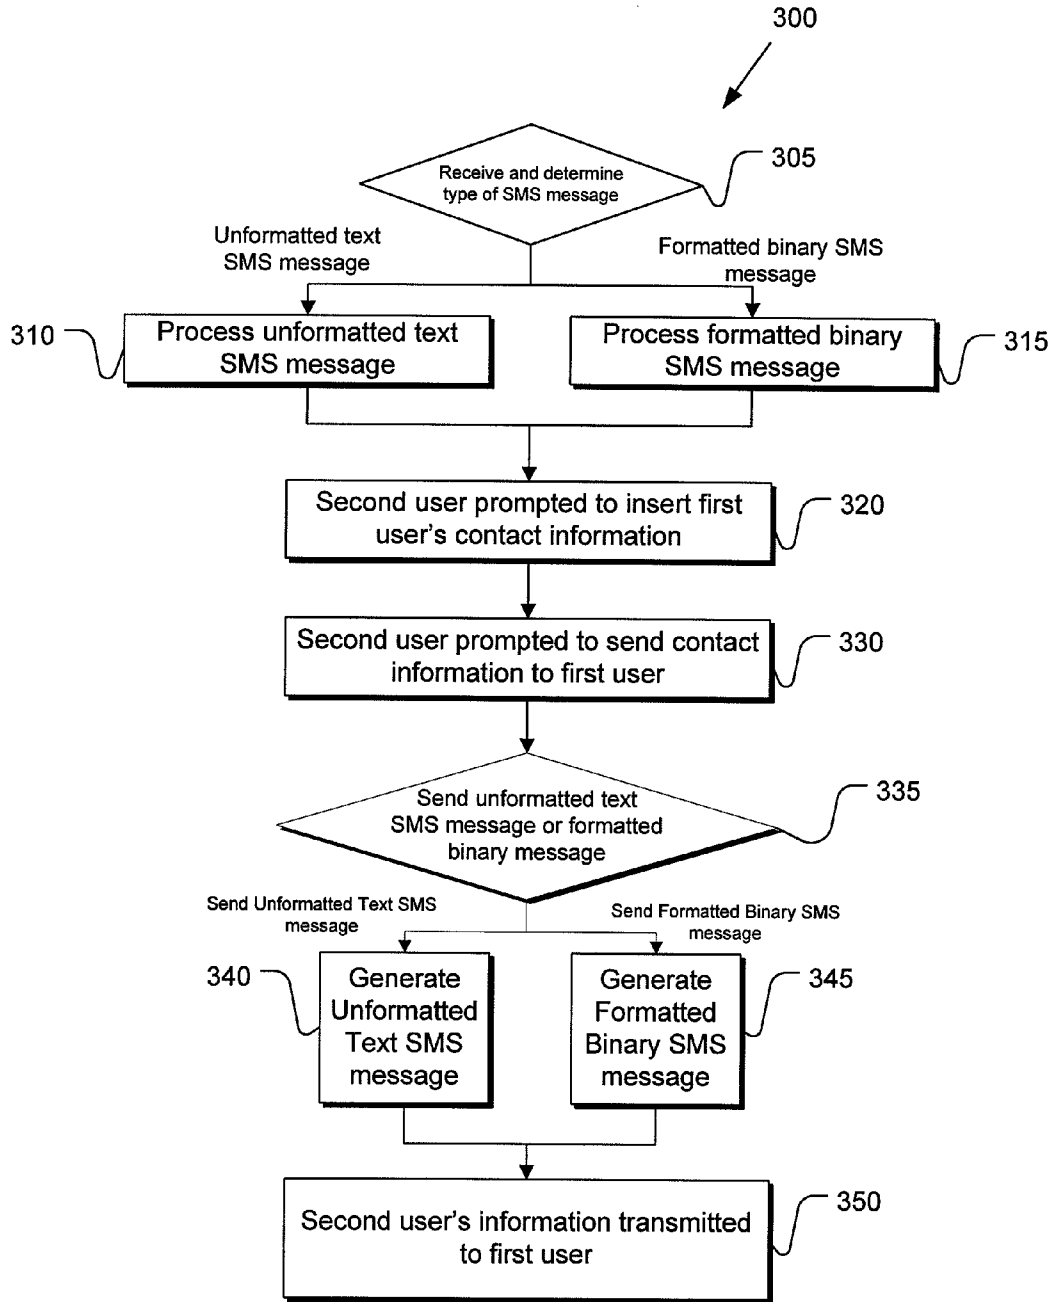 300
Receive and determine
type of SMS message
305
Unformatted text
SMS message
Formatted binary SMS
message
310
Process unformatted text
SMS message
Process formatted binary
SMS message
315
Second user prompted to insert first
user's contact information
320
Second user prompted to send contact
information to first user
330
Send unformatted text
SMS message or formatted
binary message
335
Send Unformatted Text SMS
message
Send Formatted Binary SMS
message
340
Generate
Unformatted
Text SMS
message
Generate
Formatted
Binary SMS
message
345
Second user's information transmitted
to first user
350